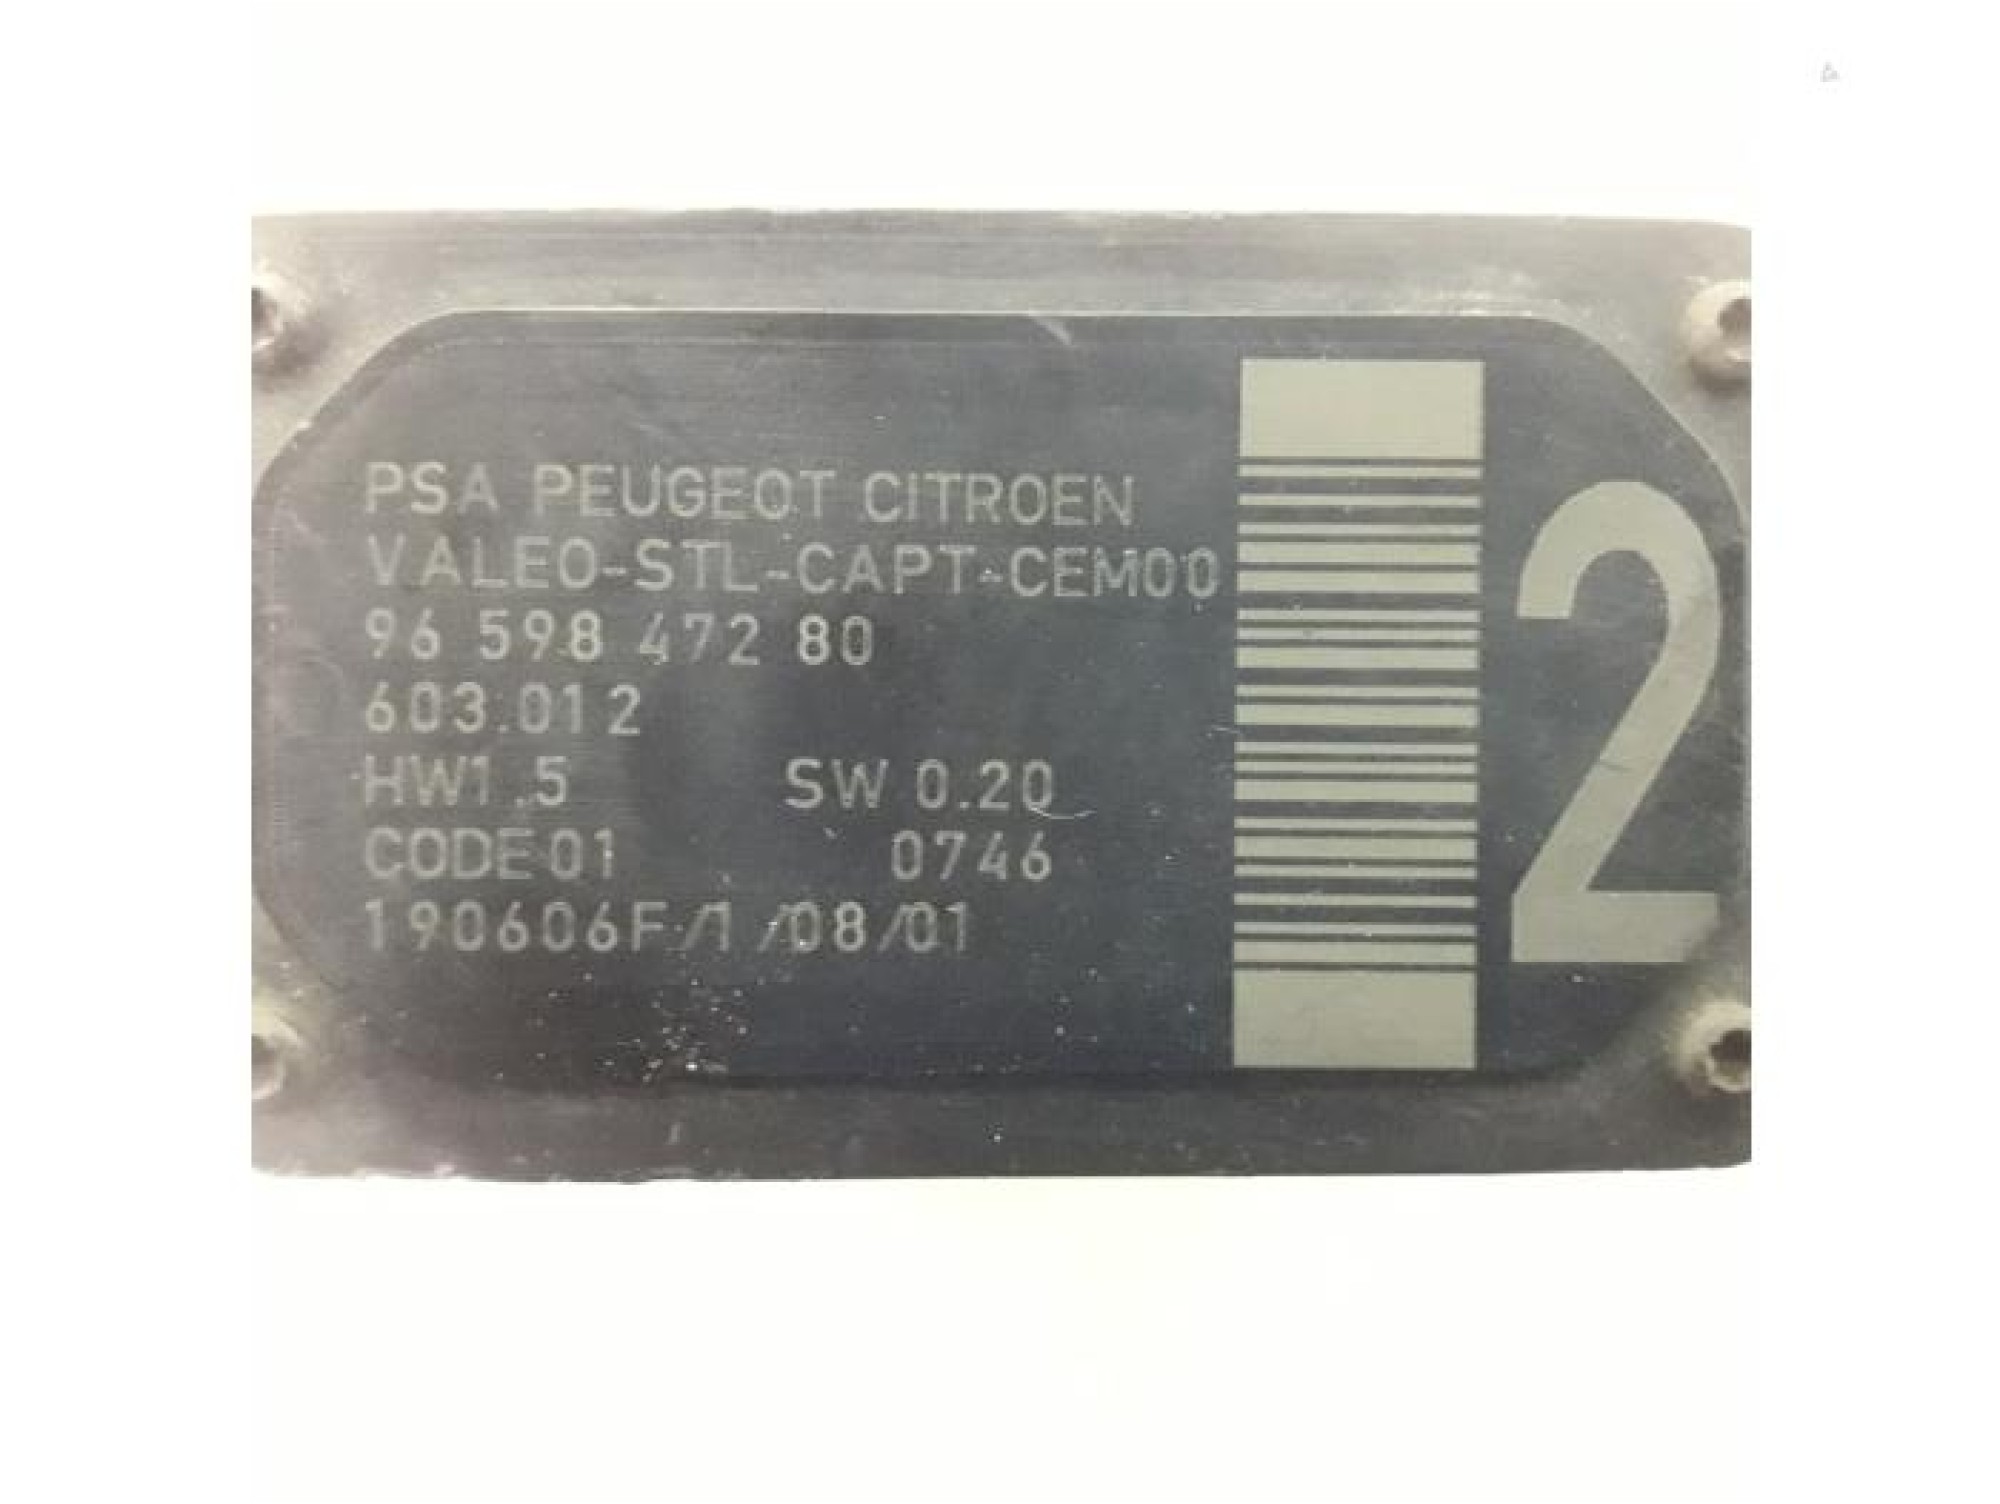 PSA PEUGEOT CITROEN
VALEO-STL-CAPT-CEM00
96 598 472 80
603.012
HW1.5 SW 0.20
CODE01 0746
190606F/1/08/01
2